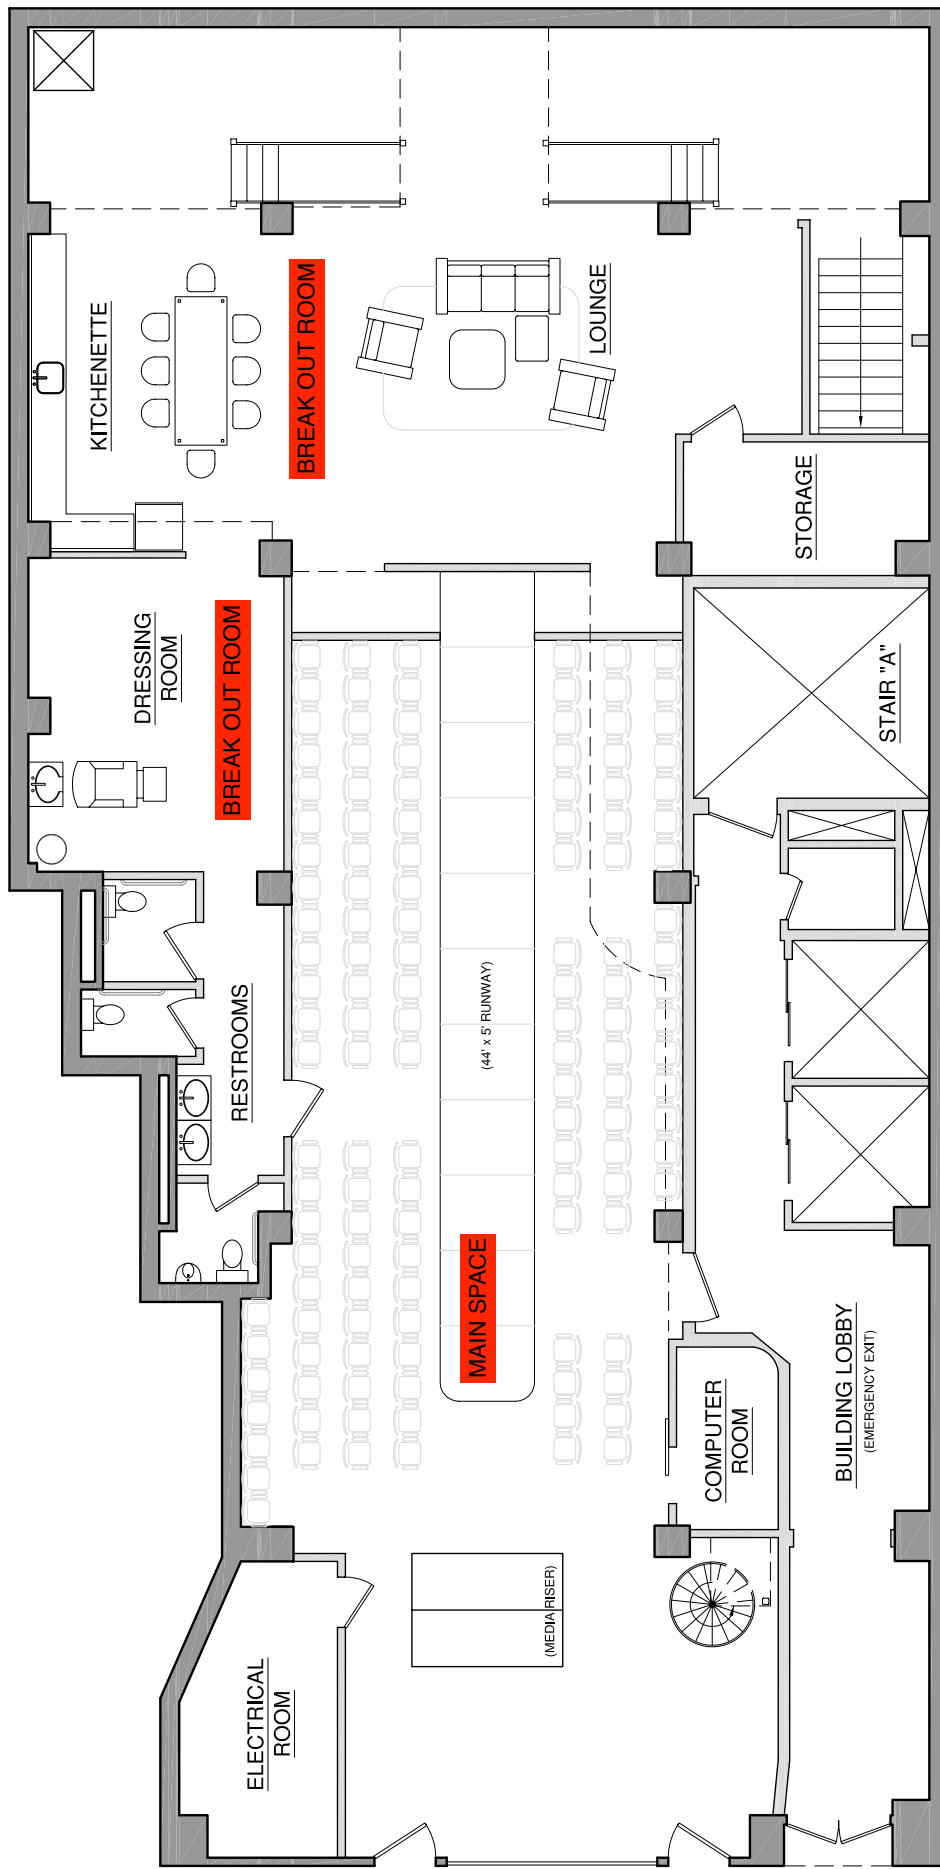 KITCHENETTE
BREAK OUT ROOM
LOUNGE
STORAGE
DRESSING
ROOM
BREAK OUT ROOM
STAIR "A"
RESTROOMS
(44' x 5' RUNWAY)
MAIN SPACE
COMPUTER
ROOM
BUILDING LOBBY
(EMERGENCY EXIT)
(MEDIA RISER)
ELECTRICAL
ROOM